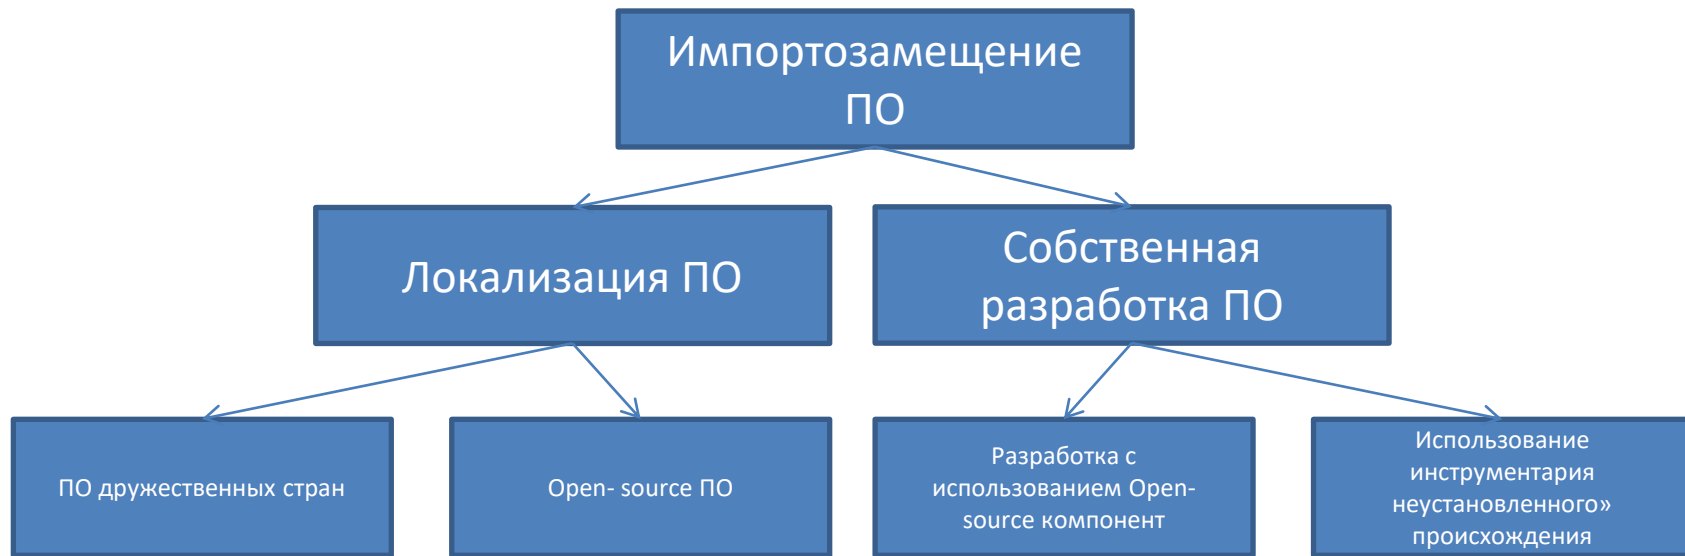 Импортозамещение
ПО
Локализация ПО
Собственная
разработка ПО
ПО дружественных стран
Open- source ПО
Разработка с
использованием Open-
source компонент
Использование
инструментария
неустановленного»
происхождения